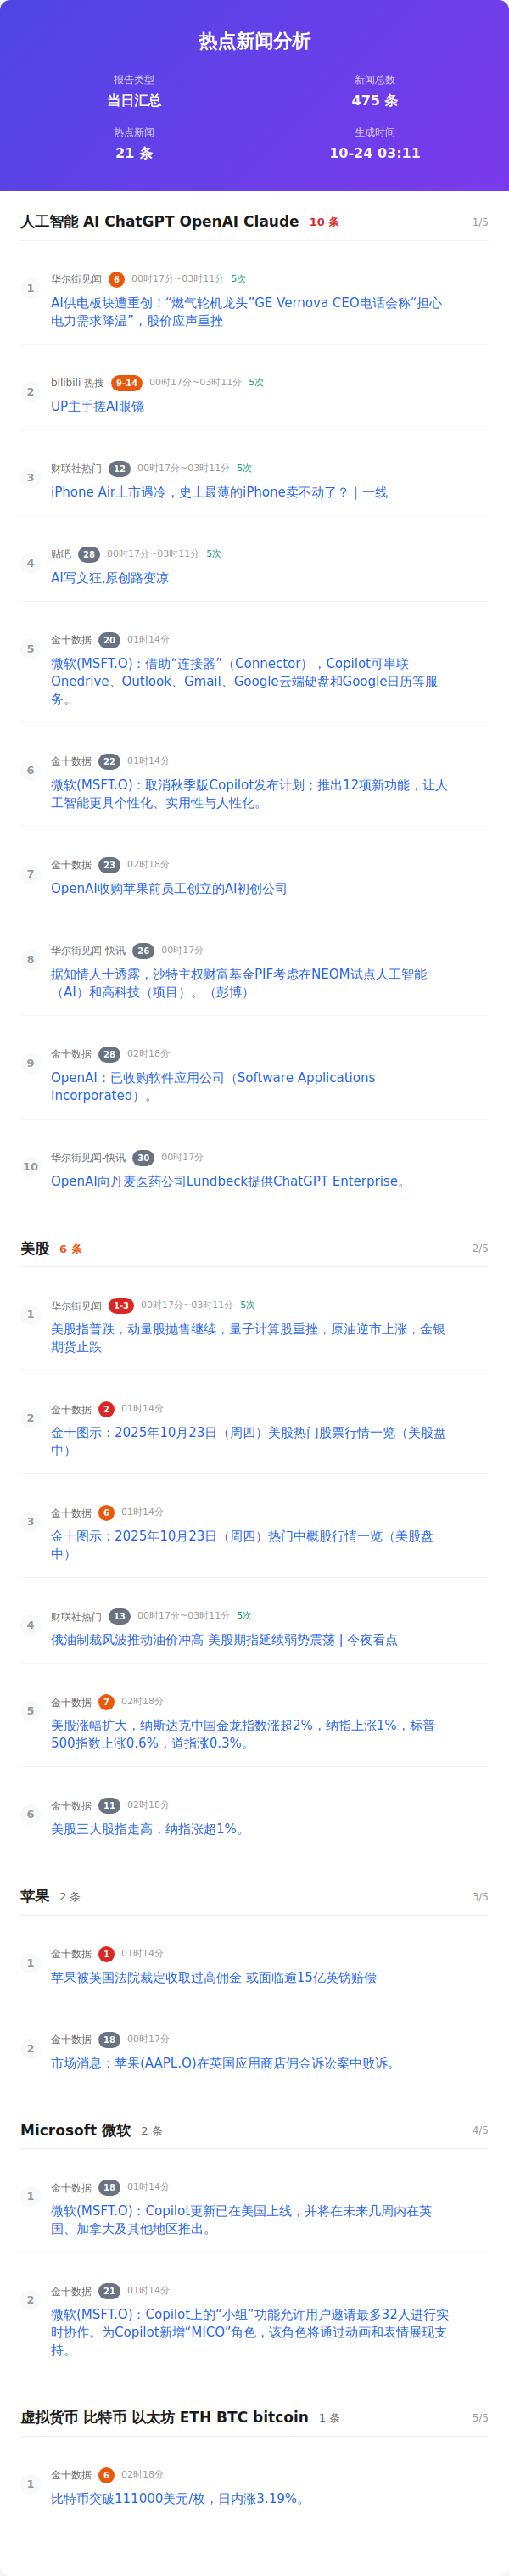 热点新闻分析
报告类型
新闻总数
当日汇总
475 条
热点新闻
生成时间
21 条
10-24 03:11
人工智能 AI ChatGPT OpenAI Claude 10 条 1/5
1
华尔街见闻 6 00时17分~03时11分 5次
AI供电板块遭重创！“燃气轮机龙头”GE Vernova CEO电话会称“担心
电力需求降温”，股价应声重挫
2
bilibili 热搜 9-14 00时17分~03时11分 5次
UP主手搓AI眼镜
3
财联社热门 12 00时17分~03时11分 5次
iPhone Air上市遇冷，史上最薄的iPhone卖不动了？｜一线
4
贴吧 28 00时17分~03时11分 5次
AI写文狂,原创路变凉
5
金十数据 20 01时14分
微软(MSFT.O)：借助“连接器”（Connector），Copilot可串联
Onedrive、Outlook、Gmail、Google云端硬盘和Google日历等服
务。
6
金十数据 22 01时14分
微软(MSFT.O)：取消秋季版Copilot发布计划；推出12项新功能，让人
工智能更具个性化、实用性与人性化。
7
金十数据 23 02时18分
OpenAI收购苹果前员工创立的AI初创公司
8
华尔街见闻-快讯 26 00时17分
据知情人士透露，沙特主权财富基金PIF考虑在NEOM试点人工智能
（AI）和高科技（项目）。（彭博）
9
金十数据 28 02时18分
OpenAI：已收购软件应用公司（Software Applications
Incorporated）。
10
华尔街见闻-快讯 30 00时17分
OpenAI向丹麦医药公司Lundbeck提供ChatGPT Enterprise。
美股 6 条 2/5
1
华尔街见闻 1-3 00时17分~03时11分 5次
美股指普跌，动量股抛售继续，量子计算股重挫，原油逆市上涨，金银
期货止跌
2
金十数据 2 01时14分
金十图示：2025年10月23日（周四）美股热门股票行情一览（美股盘
中）
3
金十数据 6 01时14分
金十图示：2025年10月23日（周四）热门中概股行情一览（美股盘
中）
4
财联社热门 13 00时17分~03时11分 5次
俄油制裁风波推动油价冲高 美股期指延续弱势震荡 | 今夜看点
5
金十数据 7 02时18分
美股涨幅扩大，纳斯达克中国金龙指数涨超2%，纳指上涨1%，标普
500指数上涨0.6%，道指涨0.3%。
6
金十数据 11 02时18分
美股三大股指走高，纳指涨超1%。
苹果 2 条 3/5
1
金十数据 1 01时14分
苹果被英国法院裁定收取过高佣金 或面临逾15亿英镑赔偿
2
金十数据 18 00时17分
市场消息：苹果(AAPL.O)在英国应用商店佣金诉讼案中败诉。
Microsoft 微软 2 条 4/5
1
金十数据 18 01时14分
微软(MSFT.O)：Copilot更新已在美国上线，并将在未来几周内在英
国、加拿大及其他地区推出。
2
金十数据 21 01时14分
微软(MSFT.O)：Copilot上的“小组”功能允许用户邀请最多32人进行实
时协作。为Copilot新增“MICO”角色，该角色将通过动画和表情展现支
持。
虚拟货币 比特币 以太坊 ETH BTC bitcoin 1 条 5/5
1
金十数据 6 02时18分
比特币突破111000美元/枚，日内涨3.19%。